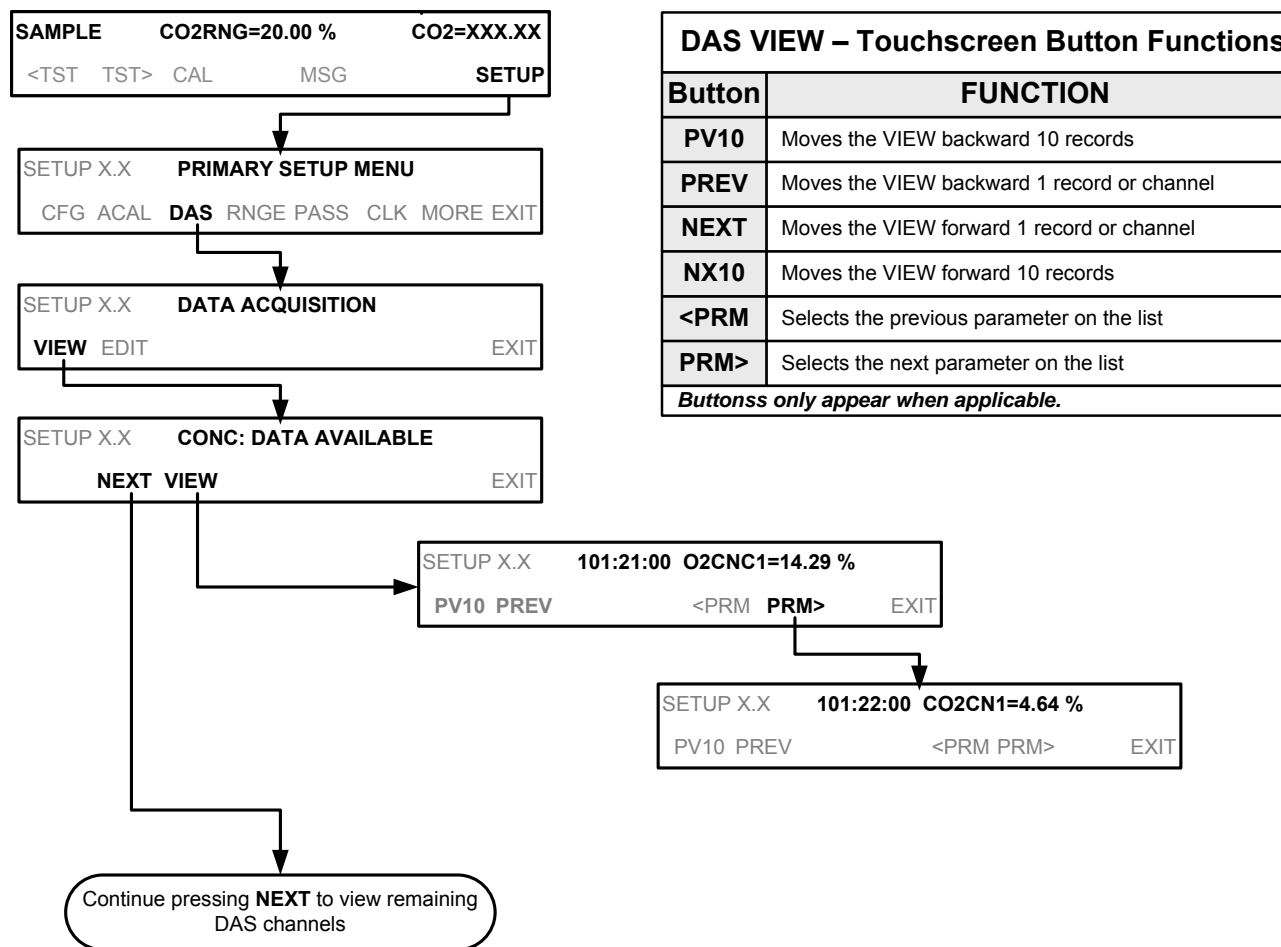 SAMPLE CO2RNG=20.00 % CO2=XXX.XX
<TST TST> CAL MSG SETUP
SETUP X.X PRIMARY SETUP MENU
CFG ACAL DAS RNGE PASS CLK MORE EXIT
SETUP X.X DATA ACQUISITION
VIEW EDIT EXIT
SETUP X.X CONC: DATA AVAILABLE
NEXT VIEW EXIT
DAS VIEW – Touchscreen Button Functions
Button FUNCTION
PV10 Moves the VIEW backward 10 records
PREV Moves the VIEW backward 1 record or channel
NEXT Moves the VIEW forward 1 record or channel
NX10 Moves the VIEW forward 10 records
<PRM Selects the previous parameter on the list
PRM> Selects the next parameter on the list
Buttonss only appear when applicable.
SETUP X.X 101:21:00 O2CNC1=14.29 %
PV10 PREV <PRM PRM> EXIT
SETUP X.X 101:22:00 CO2CN1=4.64 %
PV10 PREV <PRM PRM> EXIT
Continue pressing NEXT to view remaining
DAS channels